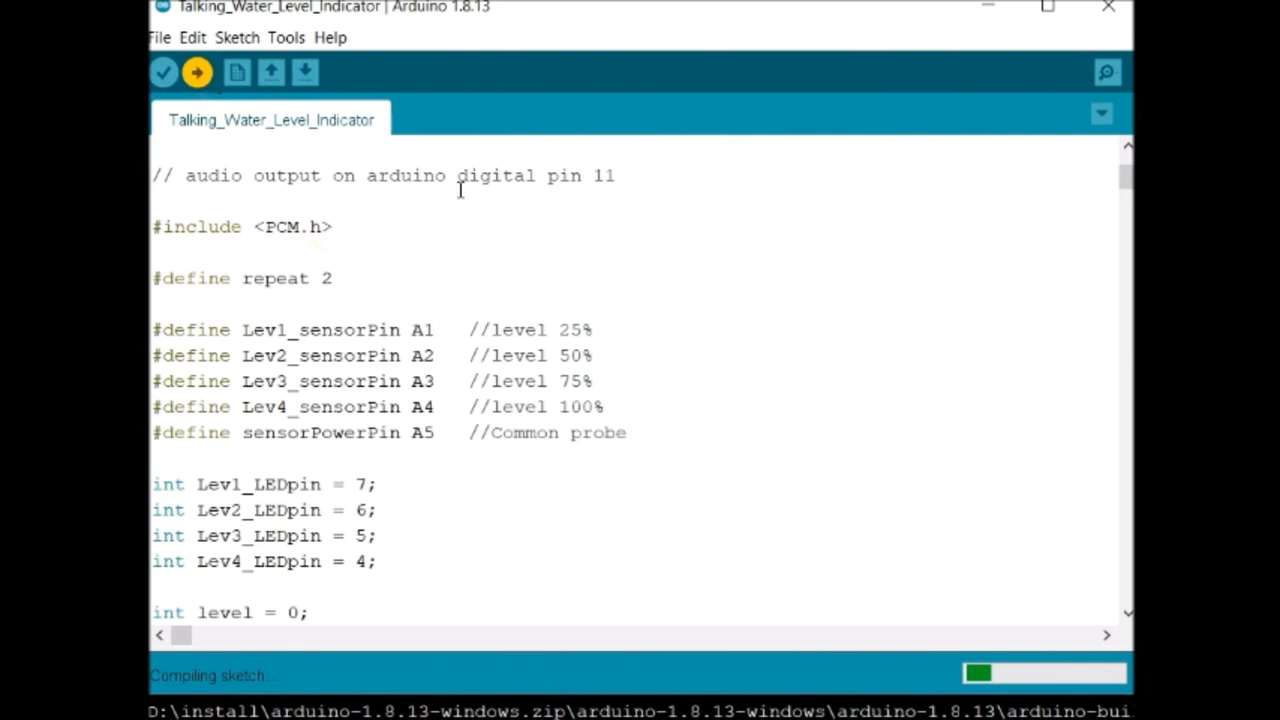 Talking_Water_Level_Indicator | Arduino 1.8.13
File Edit Sketch Tools Help
Talking_Water_Level_Indicator
// audio output on arduino digital pin 11
#include <PCM.h>
#define repeat 2
#define Lev1_sensorPin A1 //level 25%
#define Lev2_sensorPin A2 //level 50%
#define Lev3_sensorPin A3 //level 75%
#define Lev4_sensorPin A4 //level 100%
#define sensorPowerPin A5 //Common probe
int Lev1_LEDpin = 7;
int Lev2_LEDpin = 6;
int Lev3_LEDpin = 5;
int Lev4_LEDpin = 4;
int level = 0;
Compiling sketch...
D:\install\arduino-1.8.13-windows.zip\arduino-1.8.13-windows\arduino-1.8.13\arduino-bui